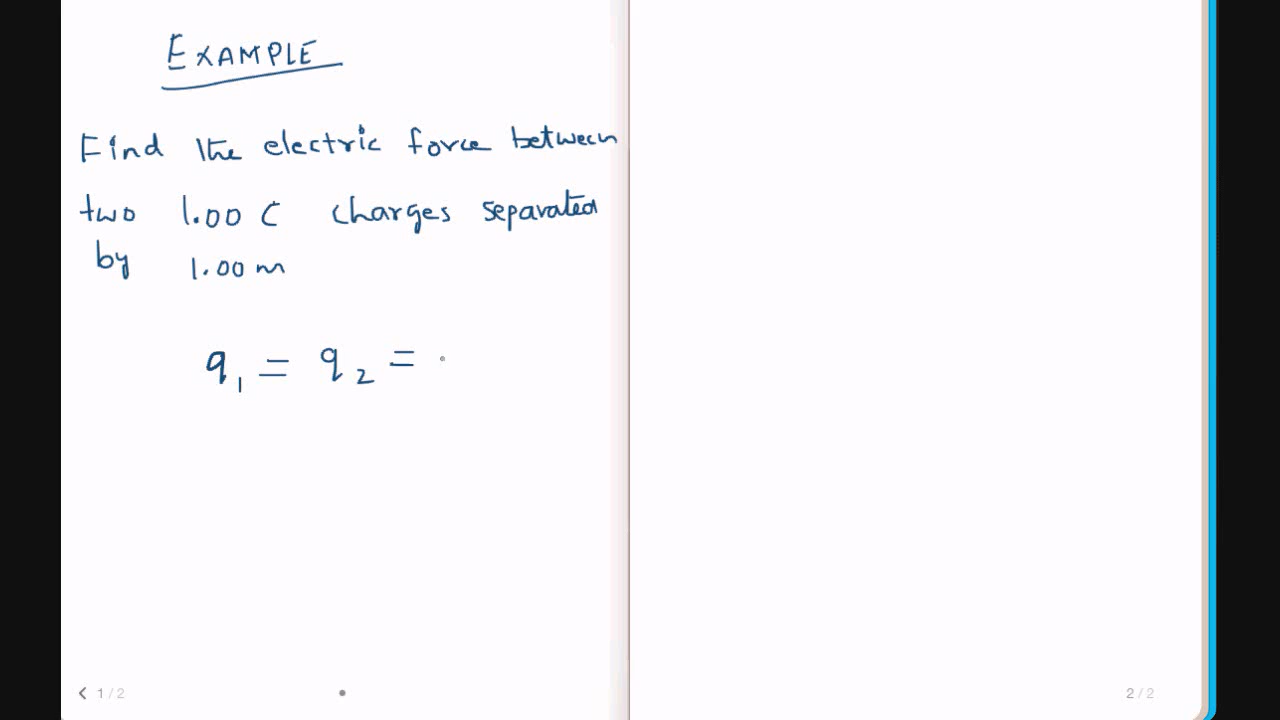 EXAMPLE
Find the electric force between
two 1.00 C charges separated
by 1.00 m
q₁ = q₂ =
1 / 2
2 / 2